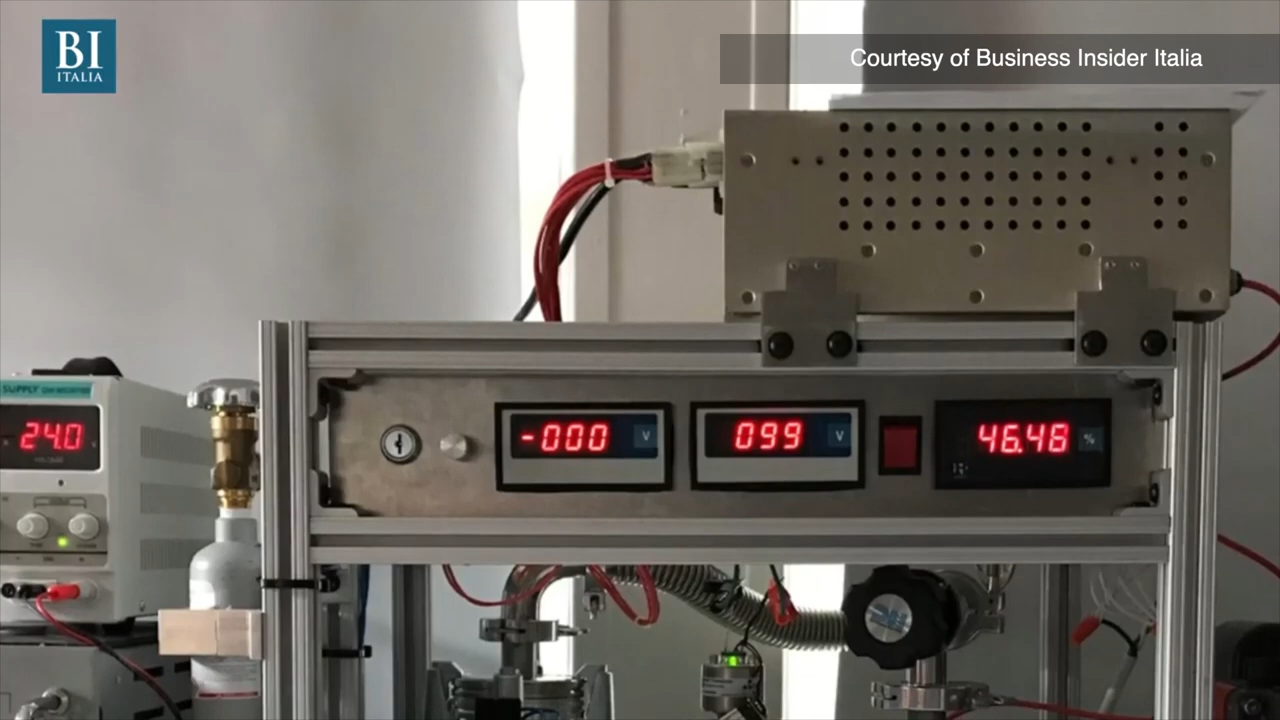 BI
ITALIA
Courtesy of Business Insider Italia
SUPPLY
24.0
-000 V
099 V
46.46 %